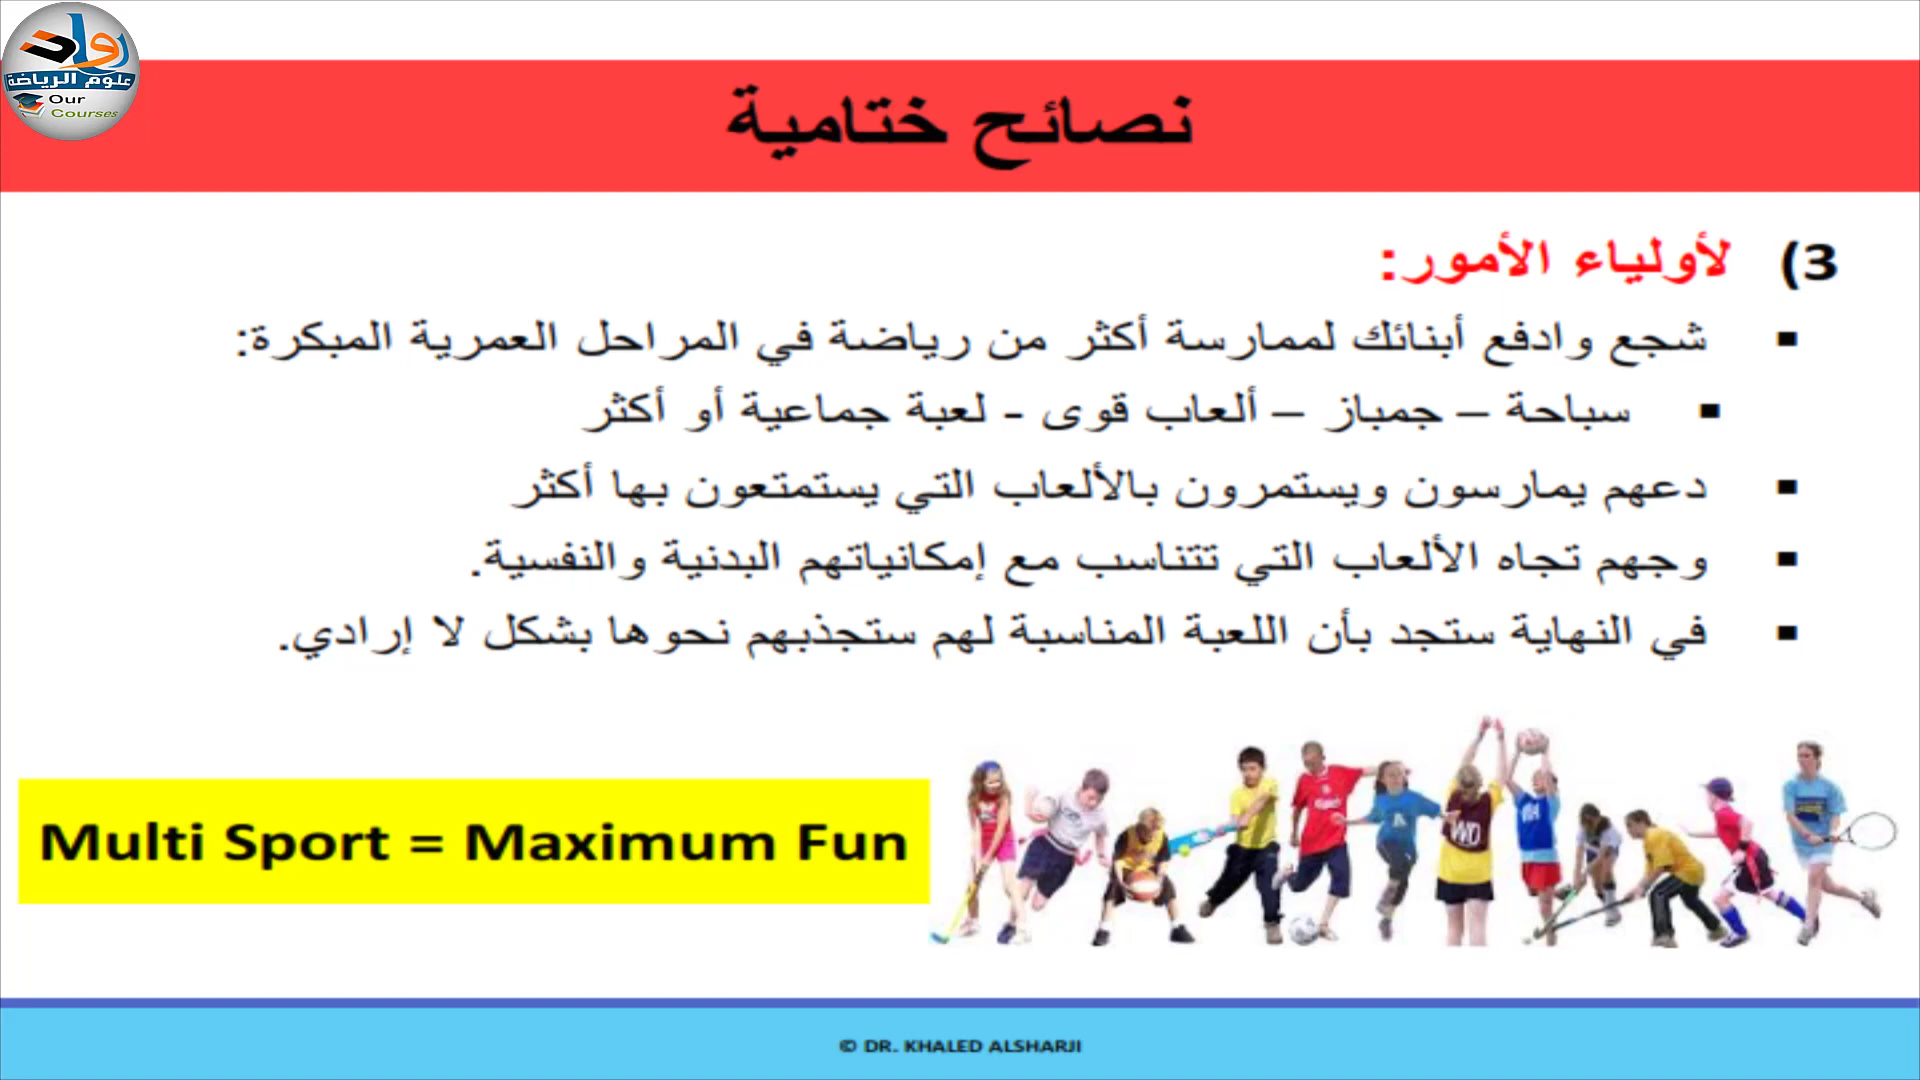 رواد
علوم الرياضة
Our
Courses
نصائح ختامية
3) لأولياء الأمور:
▪ شجع وادفع أبنائك لممارسة أكثر من رياضة في المراحل العمرية المبكرة:
▪ سباحة – جمباز – ألعاب قوى - لعبة جماعية أو أكثر
▪ دعهم يمارسون ويستمرون بالألعاب التي يستمتعون بها أكثر
▪ وجهم تجاه الألعاب التي تتناسب مع إمكانياتهم البدنية والنفسية.
▪ في النهاية ستجد بأن اللعبة المناسبة لهم ستجذبهم نحوها بشكل لا إرادي.
Multi Sport = Maximum Fun
WD
© DR. KHALED ALSHARJI